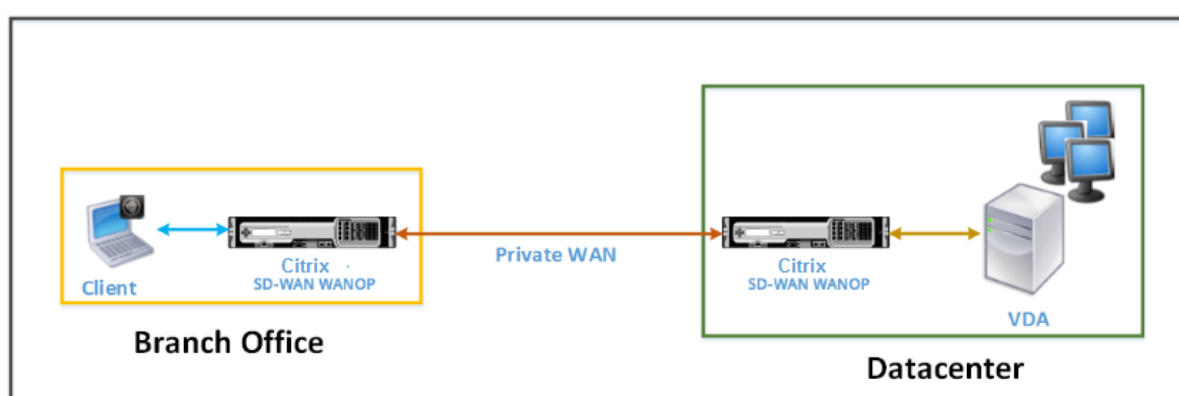 Client
Citrix
SD-WAN WANOP
Branch Office
Private WAN
Citrix
SD-WAN WANOP
VDA
Datacenter